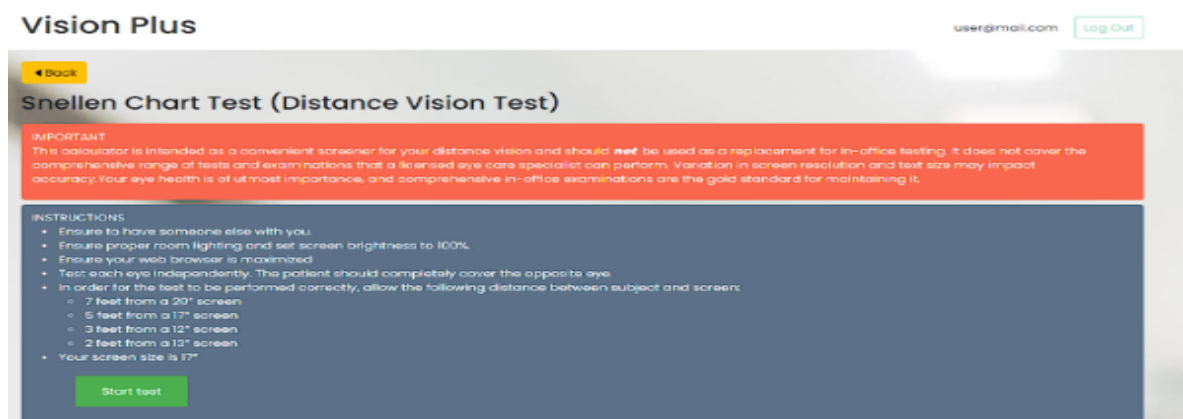 Vision Plus
user@mail.com
Log Out
Back
Snellen Chart Test (Distance Vision Test)
IMPORTANT
This calculator is intended as a convenient screener for your distance vision and should not be used as a replacement for in-office testing. It does not cover the
comprehensive range of tests and examinations that a licensed eye care specialist can perform. Variation in screen resolution and text size may impact
accuracy.Your eye health is of utmost importance, and comprehensive in-office examinations are the gold standard for maintaining it.
INSTRUCTIONS
• Ensure to have someone else with you.
• Ensure proper room lighting and set screen brightness to 100%.
• Ensure your web browser is maximized
• Test each eye independently. The patient should completely cover the opposite eye.
• In order for the test to be performed correctly, allow the following distance between subject and screen:
○ 7 feet from a 20" screen
○ 5 feet from a 17" screen
○ 3 feet from a 12" screen
○ 2 feet from a 13" screen
• Your screen size is 17"
Start test